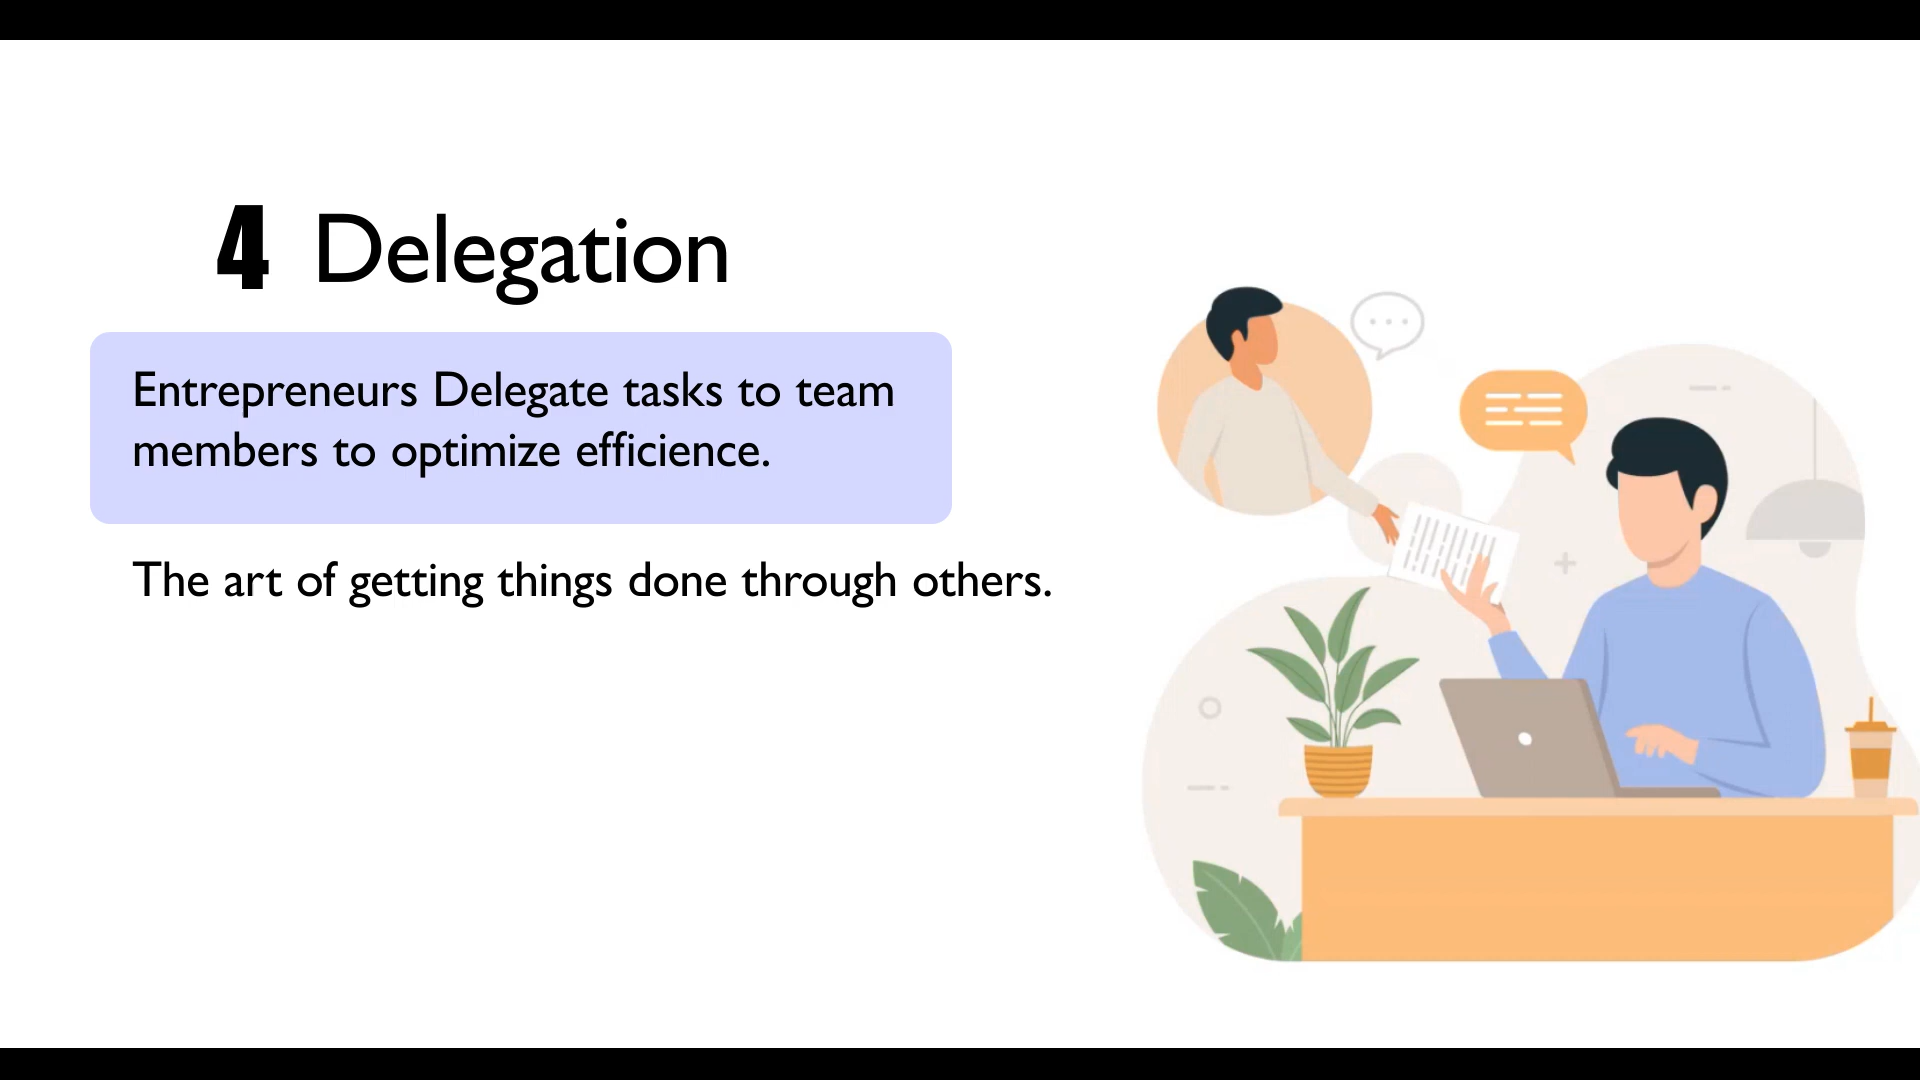 4 Delegation
Entrepreneurs Delegate tasks to team
members to optimize efficience.
The art of getting things done through others.